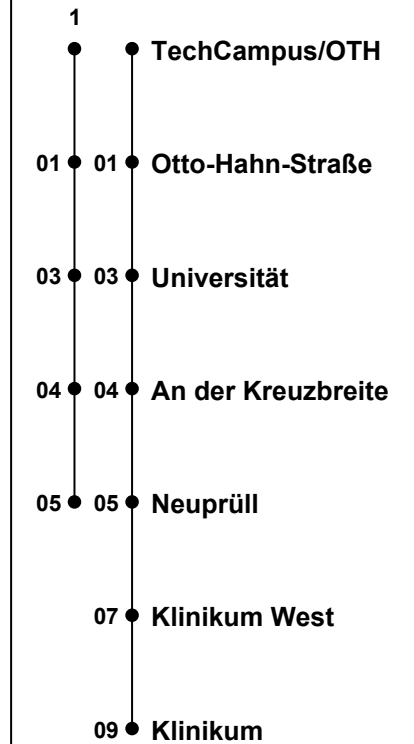 1
TechCampus/OTH
01 01 Otto-Hahn-Straße
03 03 Universität
04 04 An der Kreuzbreite
05 05 Neuprüll
07 Klinikum West
09 Klinikum